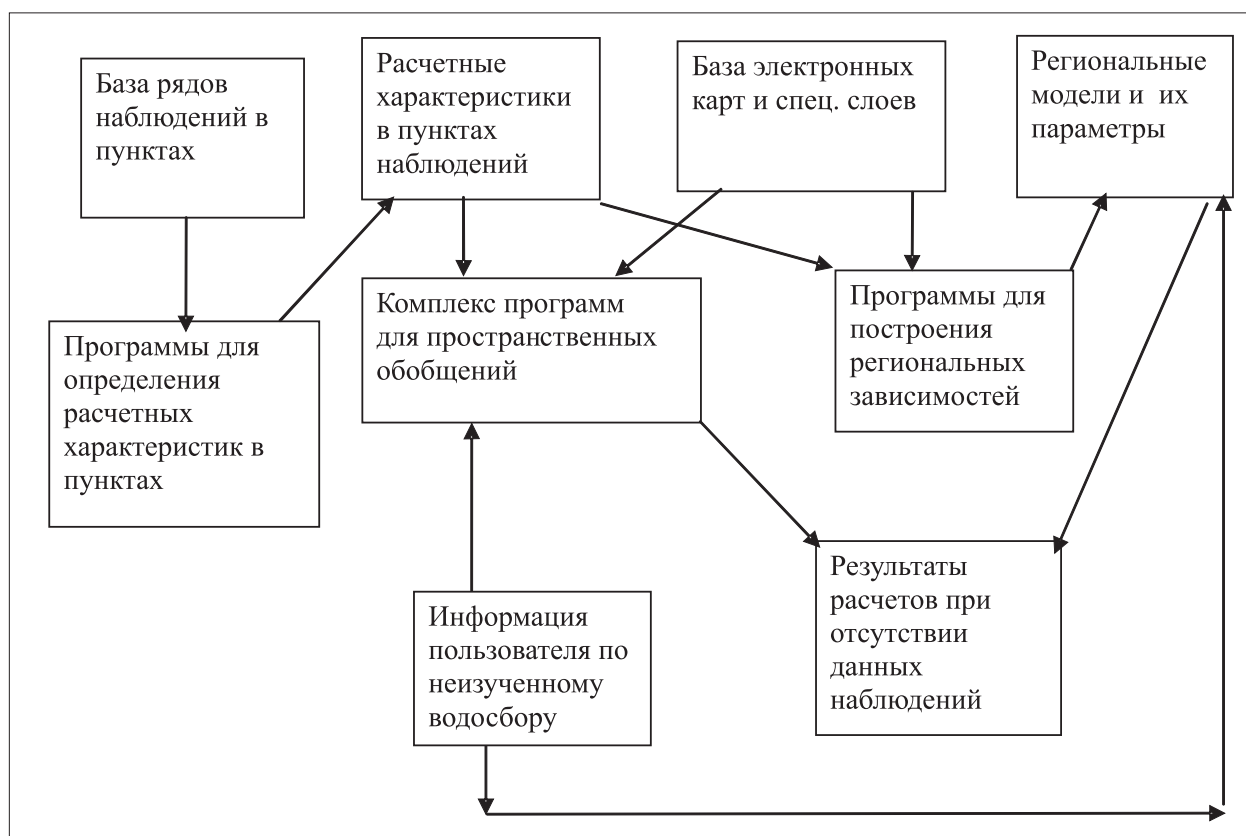 База рядов
наблюдений в
пунктах
Расчетные
характеристики
в пунктах
наблюдений
База электронных
карт и спец. слоев
Региональные
модели и их
параметры
Программы для
определения
расчетных
характеристик в
пунктах
Комплекс программ
для пространственных
обобщений
Программы для
построения
региональных
зависимостей
Информация
пользователя по
неизученному
водосбору
Результаты
расчетов при
отсутствии
данных
наблюдений